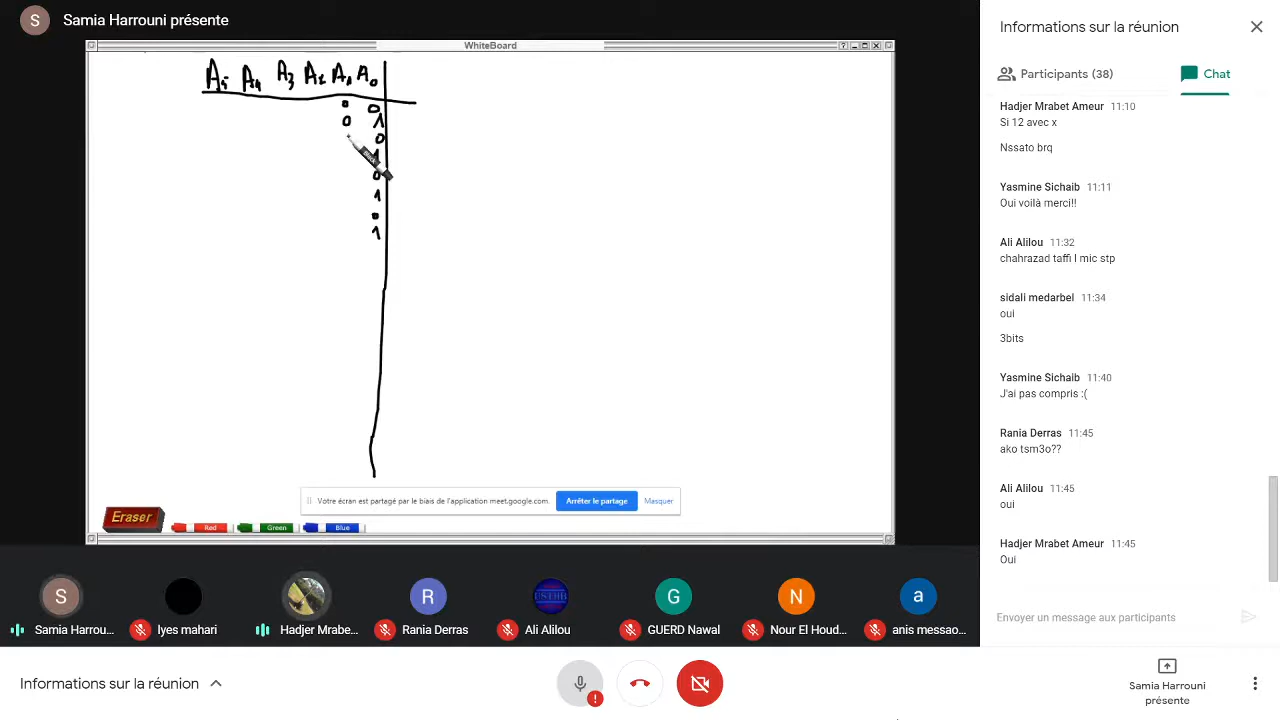 S Samia Harrouni présente
WhiteBoard
A5 A4 A3 A2 A1 A0
0 0
0 1
0
1
0
1
0
1
Votre écran est partagé par le biais de l'application meet.google.com. Arrêter le partage Masquer
Eraser Red Green Blue
S R USTHB G N a
Samia Harrou... lyes mahari Hadjer Mrabe... Rania Derras Ali Alilou GUERD Nawal Nour El Houd... anis messao...
Informations sur la réunion
Samia Harrouni
présente
Informations sur la réunion
Participants (38) Chat
Hadjer Mrabet Ameur 11:10
Si 12 avec x
Nssato brq
Yasmine Sichaib 11:11
Oui voilà merci!!
Ali Alilou 11:32
chahrazad taffi l mic stp
sidali medarbel 11:34
oui
3bits
Yasmine Sichaib 11:40
J'ai pas compris :(
Rania Derras 11:45
ako tsm3o??
Ali Alilou 11:45
oui
Hadjer Mrabet Ameur 11:45
Oui
Envoyer un message aux participants